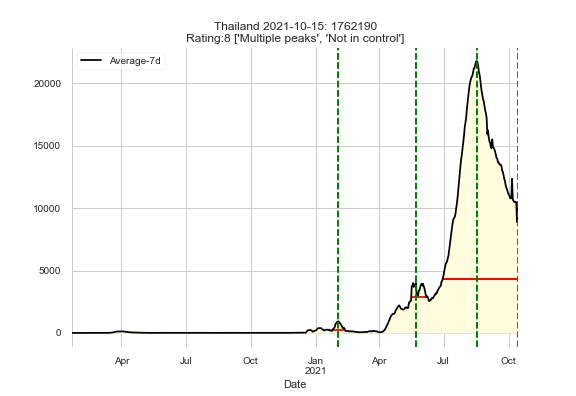 Thailand 2021-10-15: 1762190
Rating:8 ['Multiple peaks', 'Not in control']
Average-7d
20000
15000
10000
5000
0
Apr Jul Oct Jan Apr Jul Oct
2021
Date